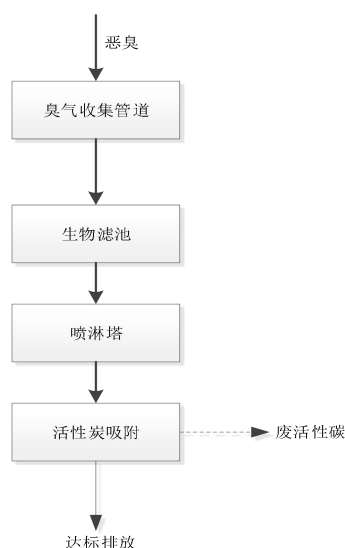 恶臭
臭气收集管道
生物滤池
喷淋塔
活性炭吸附
废活性碳
达标排放